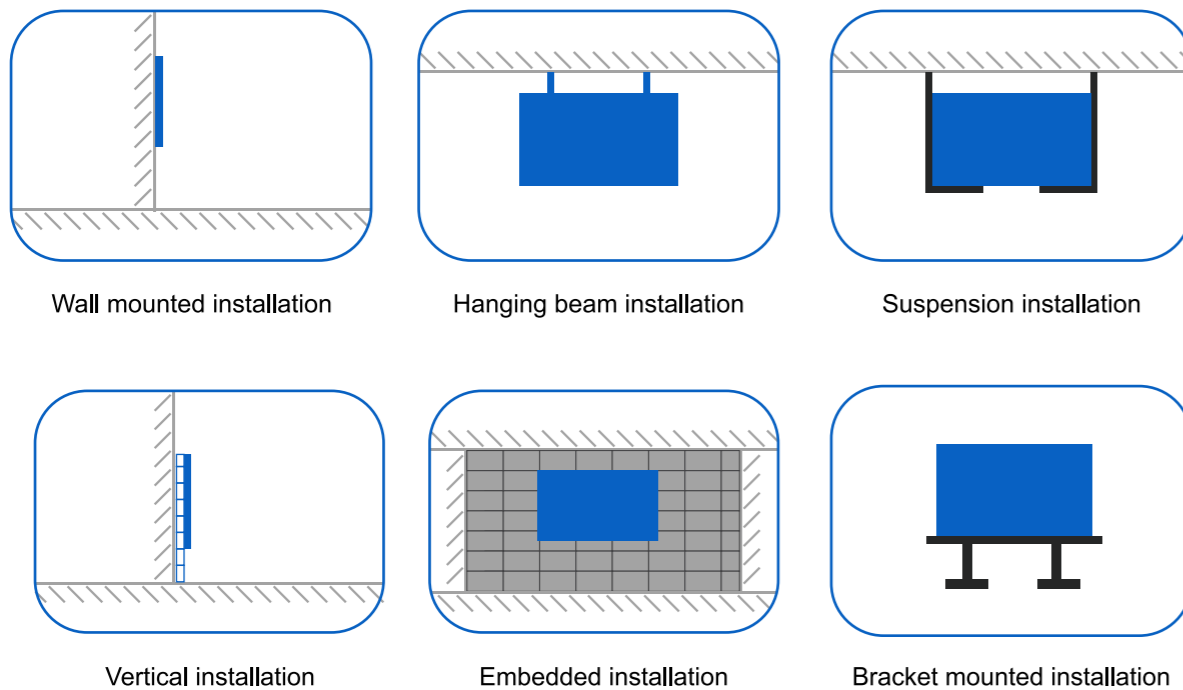 Wall mounted installation
Hanging beam installation
Suspension installation
Vertical installation
Embedded installation
Bracket mounted installation